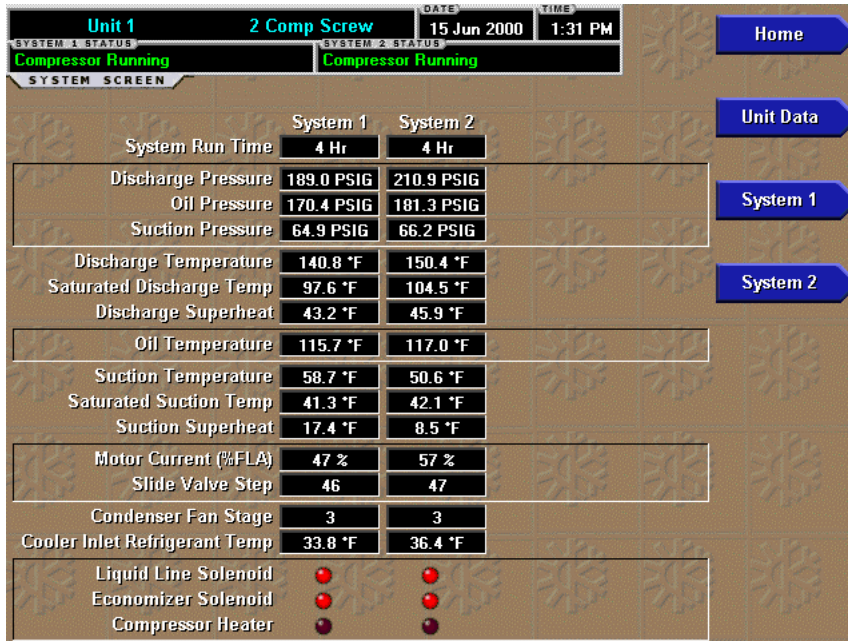 DATE TIME
Unit 1 2 Comp Screw 15 Jun 2000 1:31 PM
Home
SYSTEM 1 STATUS SYSTEM 2 STATUS
Compressor Running Compressor Running
SYSTEM SCREEN
Unit Data
System 1 System 2
System Run Time 4 Hr 4 Hr
Discharge Pressure 189.0 PSIG 210.9 PSIG
Oil Pressure 170.4 PSIG 181.3 PSIG
System 1
Suction Pressure 64.9 PSIG 66.2 PSIG
Discharge Temperature 140.8 °F 150.4 °F
Saturated Discharge Temp 97.6 °F 104.5 °F
System 2
Discharge Superheat 43.2 °F 45.9 °F
Oil Temperature 115.7 °F 117.0 °F
Suction Temperature 58.7 °F 50.6 °F
Saturated Suction Temp 41.3 °F 42.1 °F
Suction Superheat 17.4 °F 8.5 °F
Motor Current (%FLA) 47 % 57 %
Slide Valve Step 46 47
Condenser Fan Stage 3 3
Cooler Inlet Refrigerant Temp 33.8 °F 36.4 °F
Liquid Line Solenoid
Economizer Solenoid
Compressor Heater